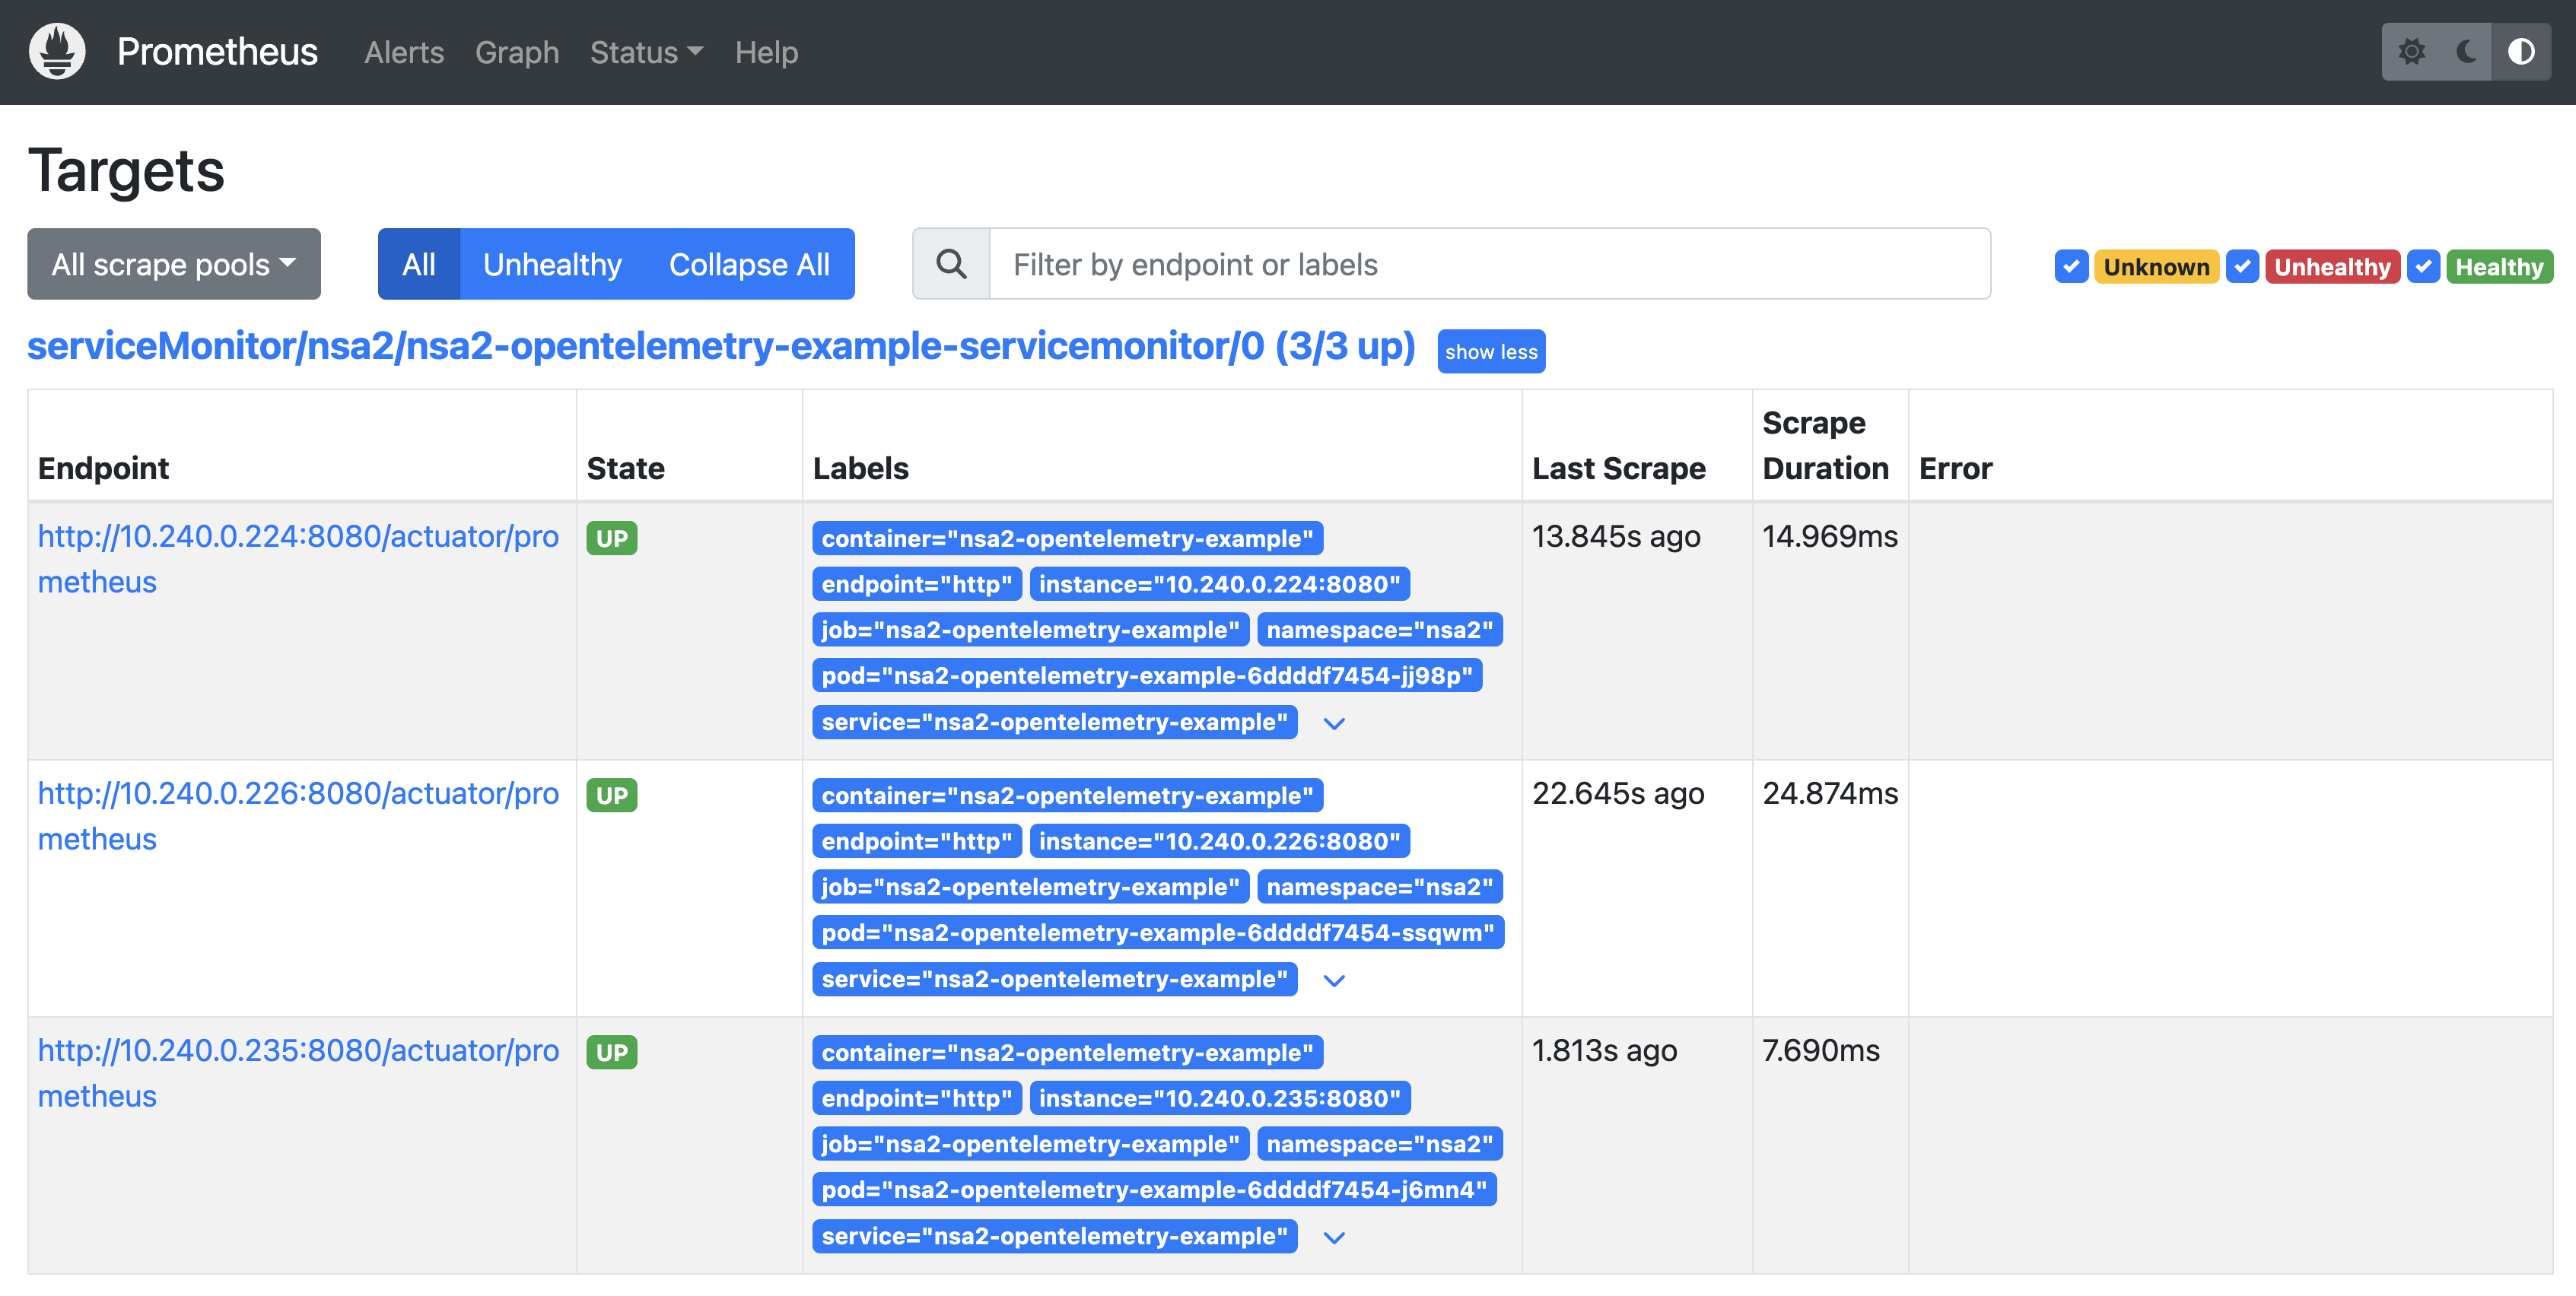 Prometheus Alerts Graph Status Help
Targets
All scrape pools All Unhealthy Collapse All Filter by endpoint or labels Unknown Unhealthy Healthy
serviceMonitor/nsa2/nsa2-opentelemetry-example-servicemonitor/0 (3/3 up) show less
Endpoint State Labels Last Scrape Scrape Duration Error
http://10.240.0.224:8080/actuator/pro
metheus
UP
container="nsa2-opentelemetry-example"
endpoint="http" instance="10.240.0.224:8080"
job="nsa2-opentelemetry-example" namespace="nsa2"
pod="nsa2-opentelemetry-example-6ddddf7454-jj98p"
service="nsa2-opentelemetry-example"
13.845s ago
14.969ms
http://10.240.0.226:8080/actuator/pro
metheus
UP
container="nsa2-opentelemetry-example"
endpoint="http" instance="10.240.0.226:8080"
job="nsa2-opentelemetry-example" namespace="nsa2"
pod="nsa2-opentelemetry-example-6ddddf7454-ssqwm"
service="nsa2-opentelemetry-example"
22.645s ago
24.874ms
http://10.240.0.235:8080/actuator/pro
metheus
UP
container="nsa2-opentelemetry-example"
endpoint="http" instance="10.240.0.235:8080"
job="nsa2-opentelemetry-example" namespace="nsa2"
pod="nsa2-opentelemetry-example-6ddddf7454-j6mn4"
service="nsa2-opentelemetry-example"
1.813s ago
7.690ms